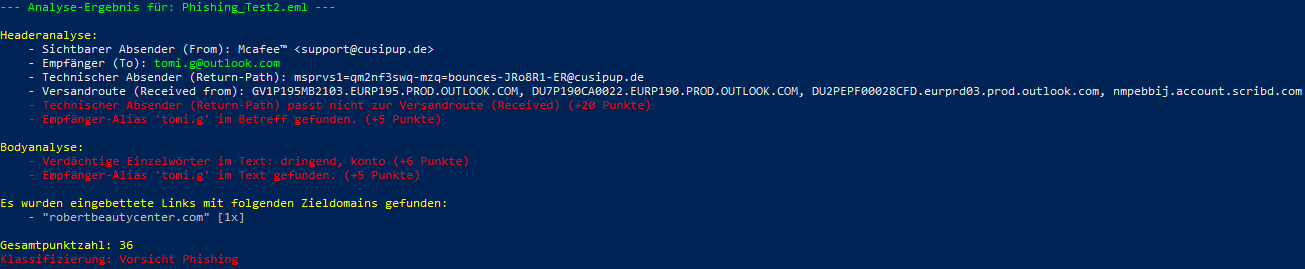 --- Analyse-Ergebnis für: Phishing_Test2.eml ---
Headeranalyse:
- Sichtbarer Absender (From): Mcafee™ <support@cusipup.de>
- Empfänger (To): tomi.g@outlook.com
- Technischer Absender (Return-Path): msprvs1=qm2nf3swq-mzq=bounces-JRo8R1-ER@cusipup.de
- Versandroute (Received from): GV1P195MB2103.EURP195.PROD.OUTLOOK.COM, DU7P190CA0022.EURP190.PROD.OUTLOOK.COM, DU2PEPF00028CFD.eurprd03.prod.outlook.com, nmpebbij.account.scribd.com
- Technischer Absender (Return-Path) passt nicht zur Versandroute (Received) (+20 Punkte)
- Empfänger-Alias 'tomi.g' im Betreff gefunden. (+5 Punkte)
Bodyanalyse:
- Verdächtige Einzelwörter im Text: dringend, konto (+6 Punkte)
- Empfänger-Alias 'tomi.g' im Text gefunden. (+5 Punkte)
Es wurden eingebettete Links mit folgenden Zieldomains gefunden:
- "robertbeautycenter.com" [1x]
Gesamtpunktzahl: 36
Klassifizierung: Vorsicht Phishing